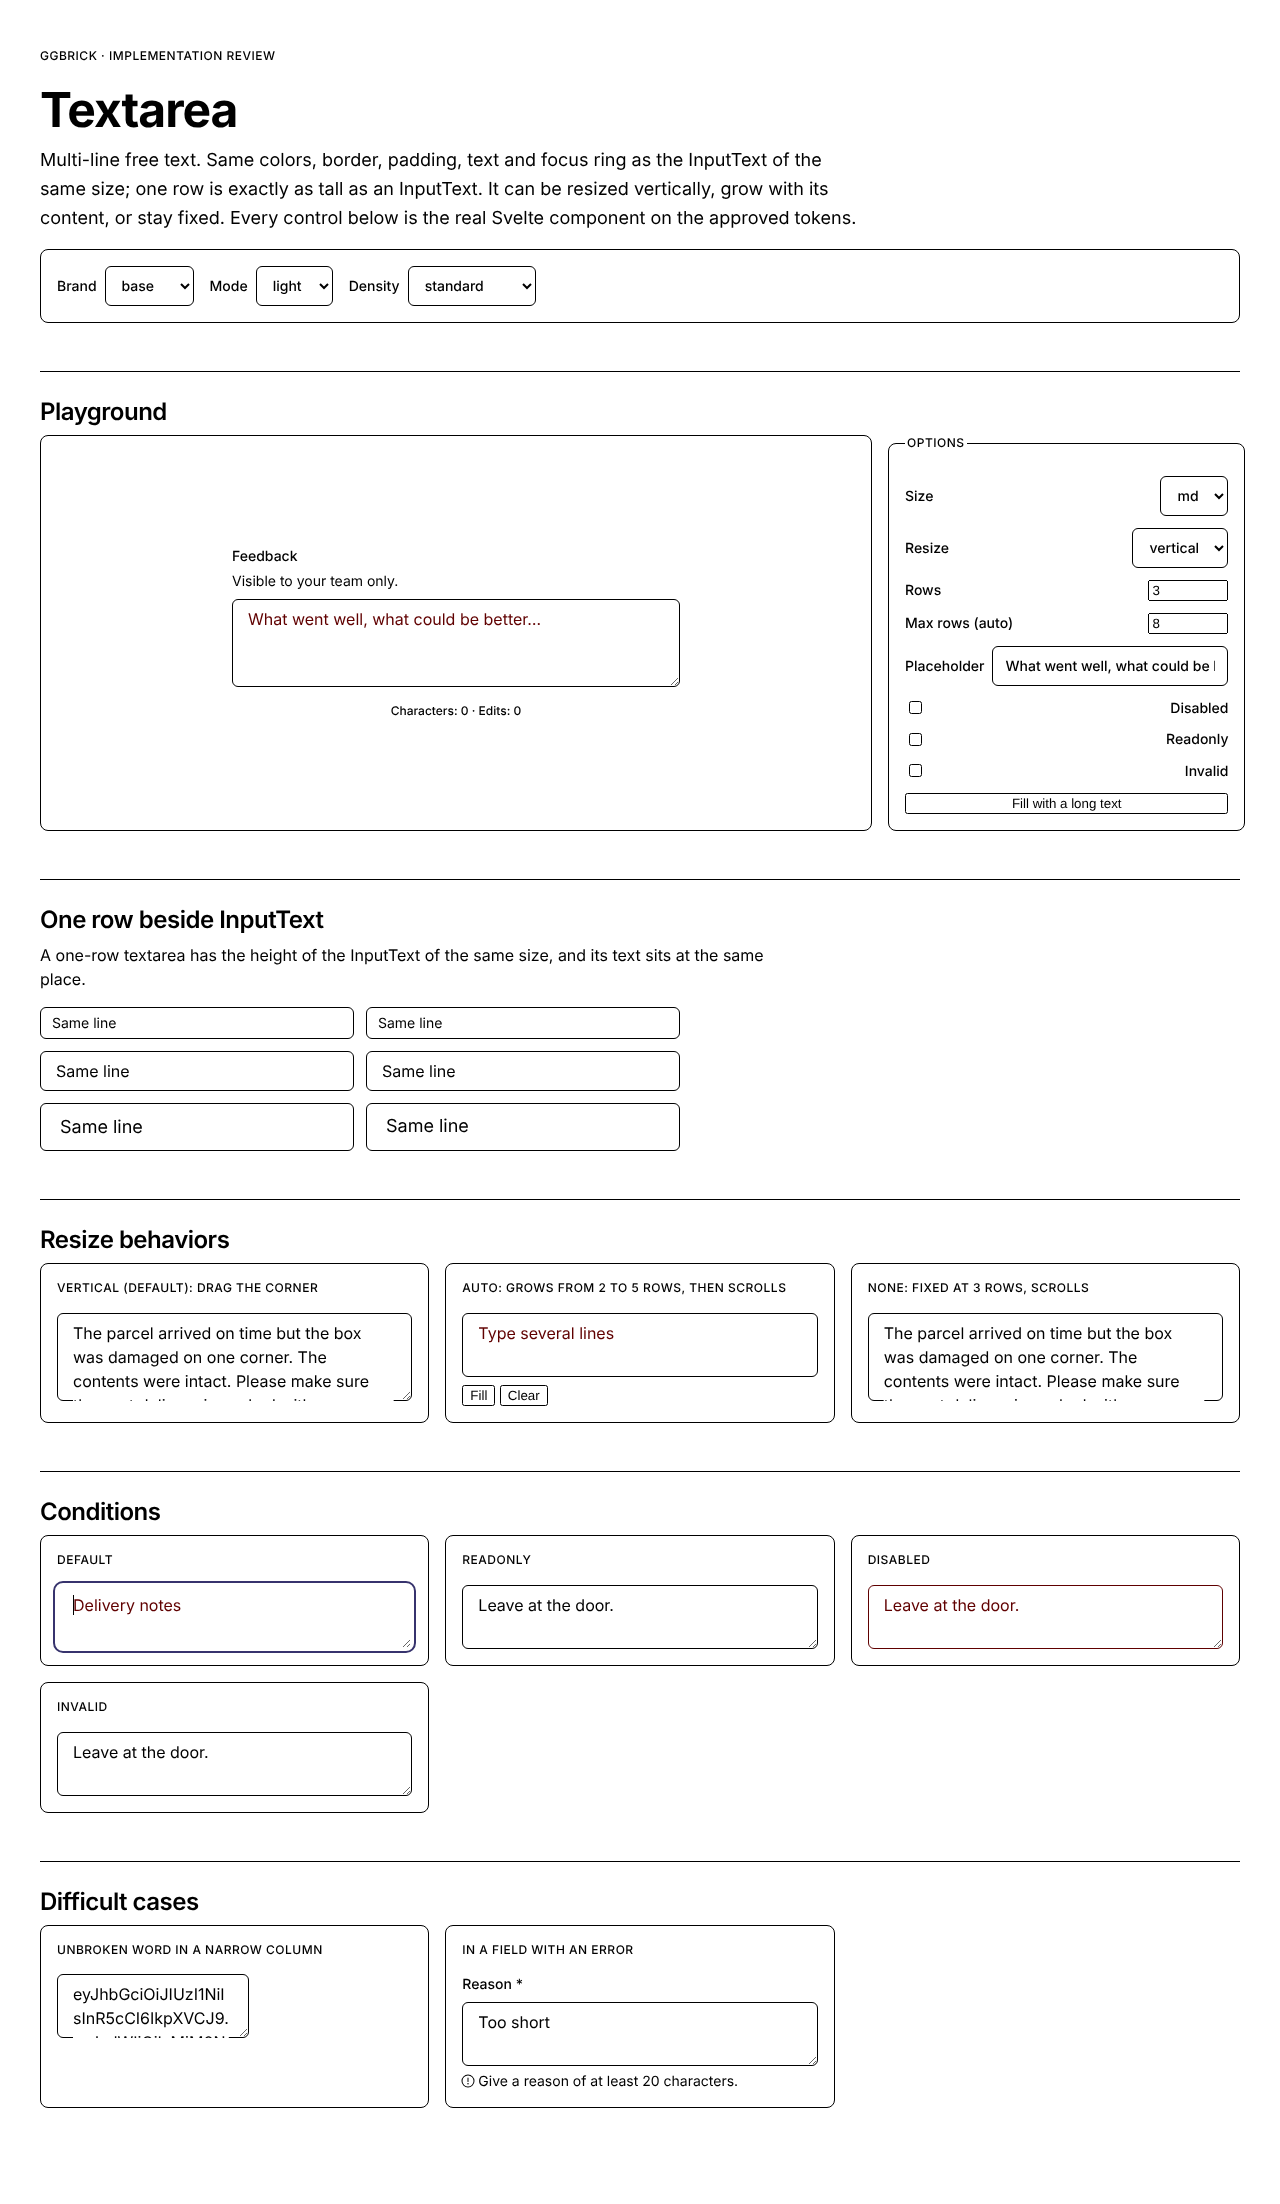 GGBRICK · IMPLEMENTATION REVIEW
Textarea
Multi-line free text. Same colors, border, padding, text and focus ring as the InputText of the
same size; one row is exactly as tall as an InputText. It can be resized vertically, grow with its
content, or stay fixed. Every control below is the real Svelte component on the approved tokens.
Brand base Mode light Density standard
Playground
Feedback
Visible to your team only.
What went well, what could be better...
Characters: 0 · Edits: 0
OPTIONS
Size md
Resize vertical
Rows 3
Max rows (auto) 8
Placeholder What went well, what could be
Disabled
Readonly
Invalid
Fill with a long text
One row beside InputText
A one-row textarea has the height of the InputText of the same size, and its text sits at the same
place.
Same line Same line
Same line Same line
Same line Same line
Resize behaviors
VERTICAL (DEFAULT): DRAG THE CORNER
The parcel arrived on time but the box
was damaged on one corner. The
contents were intact. Please make sure
AUTO: GROWS FROM 2 TO 5 ROWS, THEN SCROLLS
Type several lines
Fill Clear
NONE: FIXED AT 3 ROWS, SCROLLS
The parcel arrived on time but the box
was damaged on one corner. The
contents were intact. Please make sure
Conditions
DEFAULT
Delivery notes
READONLY
Leave at the door.
DISABLED
Leave at the door.
INVALID
Leave at the door.
Difficult cases
UNBROKEN WORD IN A NARROW COLUMN
eyJhbGciOiJIUzI1NiI
sInR5cCI6IkpXVCJ9.
IN A FIELD WITH AN ERROR
Reason *
Too short
Give a reason of at least 20 characters.